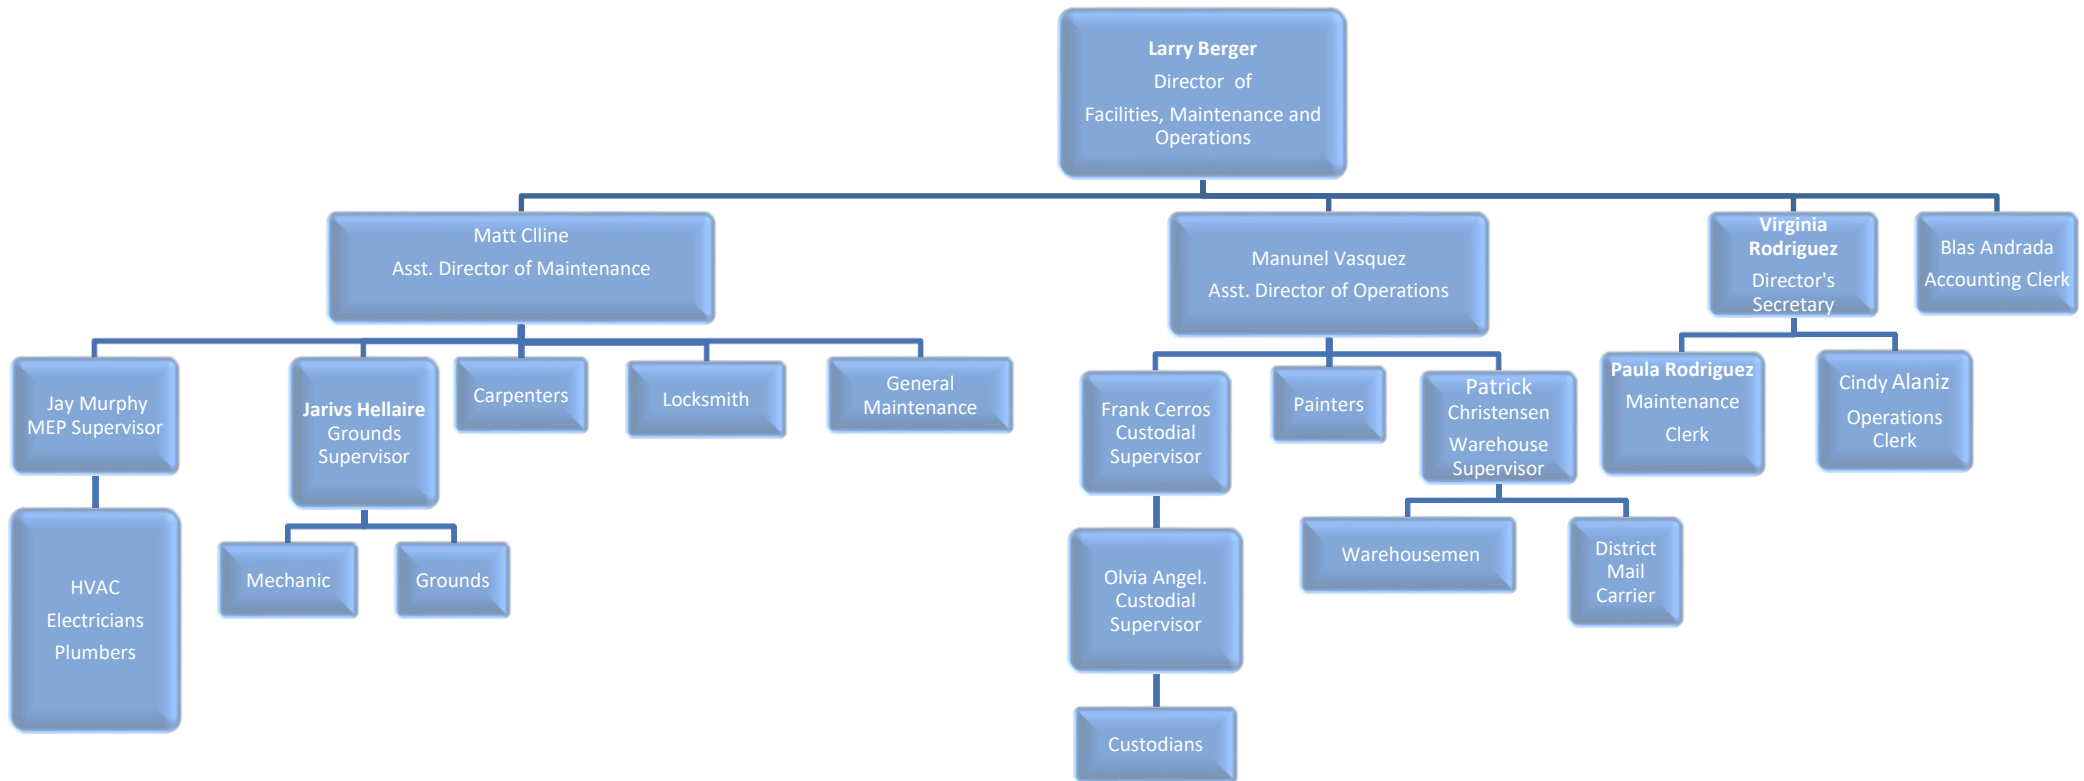 Larry Berger
Director of
Facilities, Maintenance and
Operations
Matt Clline
Asst. Director of Maintenance
Manunel Vasquez
Asst. Director of Operations
Virginia
Rodriguez
Director's
Secretary
Blas Andrada
Accounting Clerk
Jay Murphy
MEP Supervisor
Jarivs Hellaire
Grounds
Supervisor
Carpenters
Locksmith
General
Maintenance
Frank Cerros
Custodial
Supervisor
Painters
Patrick
Christensen
Warehouse
Supervisor
Paula Rodriguez
Maintenance
Clerk
Cindy Alaniz
Operations
Clerk
HVAC
Electricians
Plumbers
Mechanic
Grounds
Olvia Angel.
Custodial
Supervisor
Warehousemen
District
Mail
Carrier
Custodians